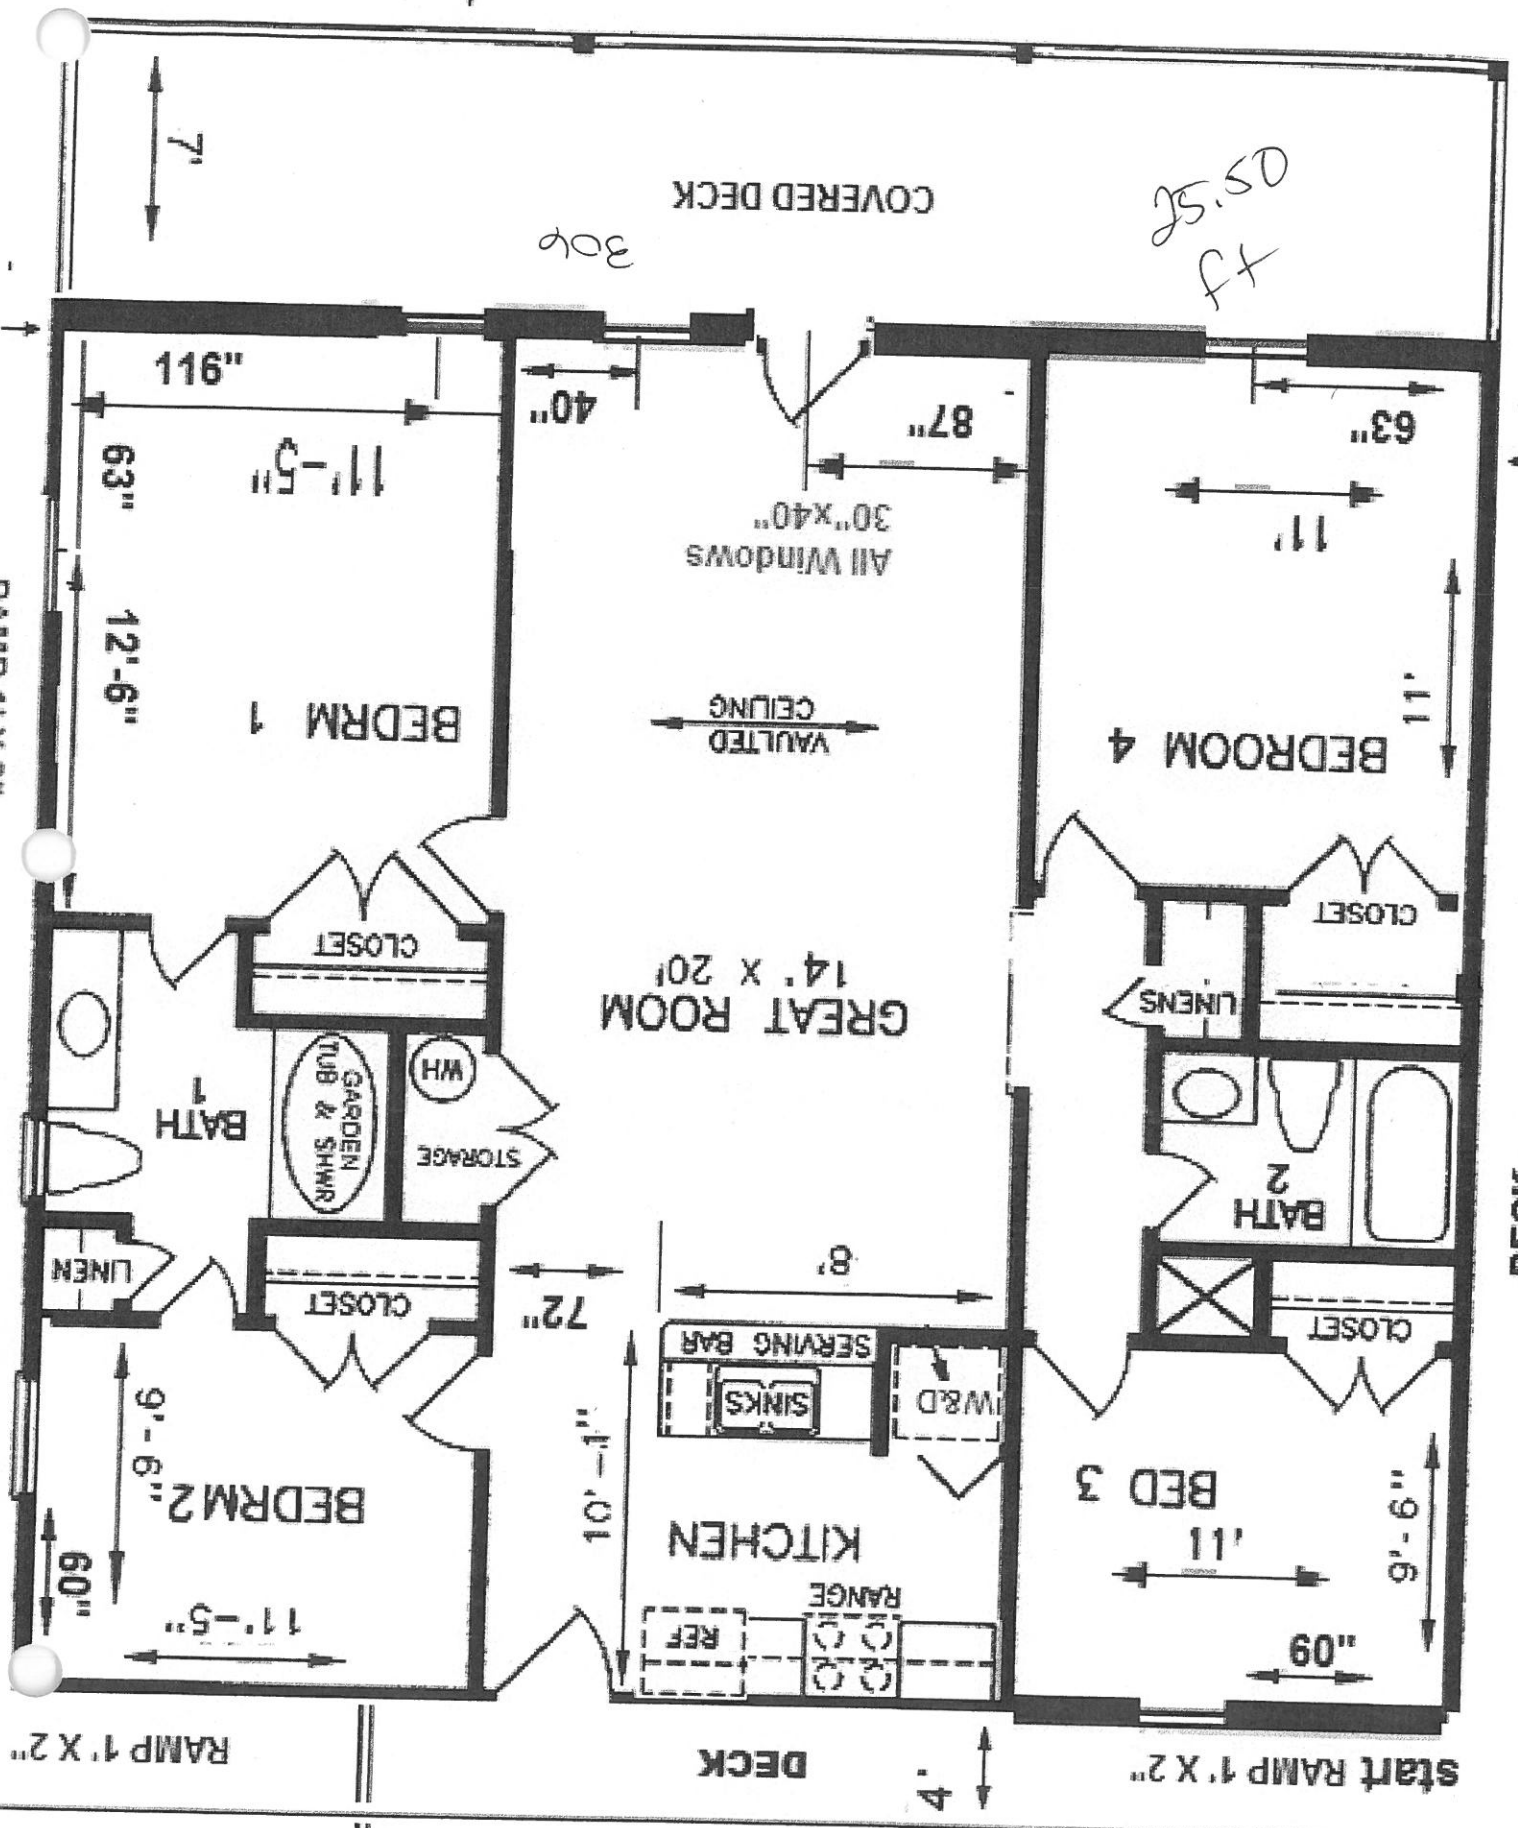 7'
COVERED DECK
25.50
ft
306
116"
40"
87"
63"
63"
11'-5"
11'
All Windows
30"x40"
12'-6"
BEDRM 1
VAULTED
CEILING
11'
BEDROOM 4
CLOSET
CLOSET
GREAT ROOM
14' X 20'
LINENS
WH
GARDEN
TUB & SHWR
BATH
1
STORAGE
BATH
2
LINEN
CLOSET
72"
8'
CLOSET
SERVING BAR
SINKS
W&D
9'-6"
BEDRM 2
10'-1"
KITCHEN
BED 3
11'
9'-6"
60"
11'-5"
RANGE
REF
60"
RAMP 1' X 2"
DECK
4'
start RAMP 1' X 2"